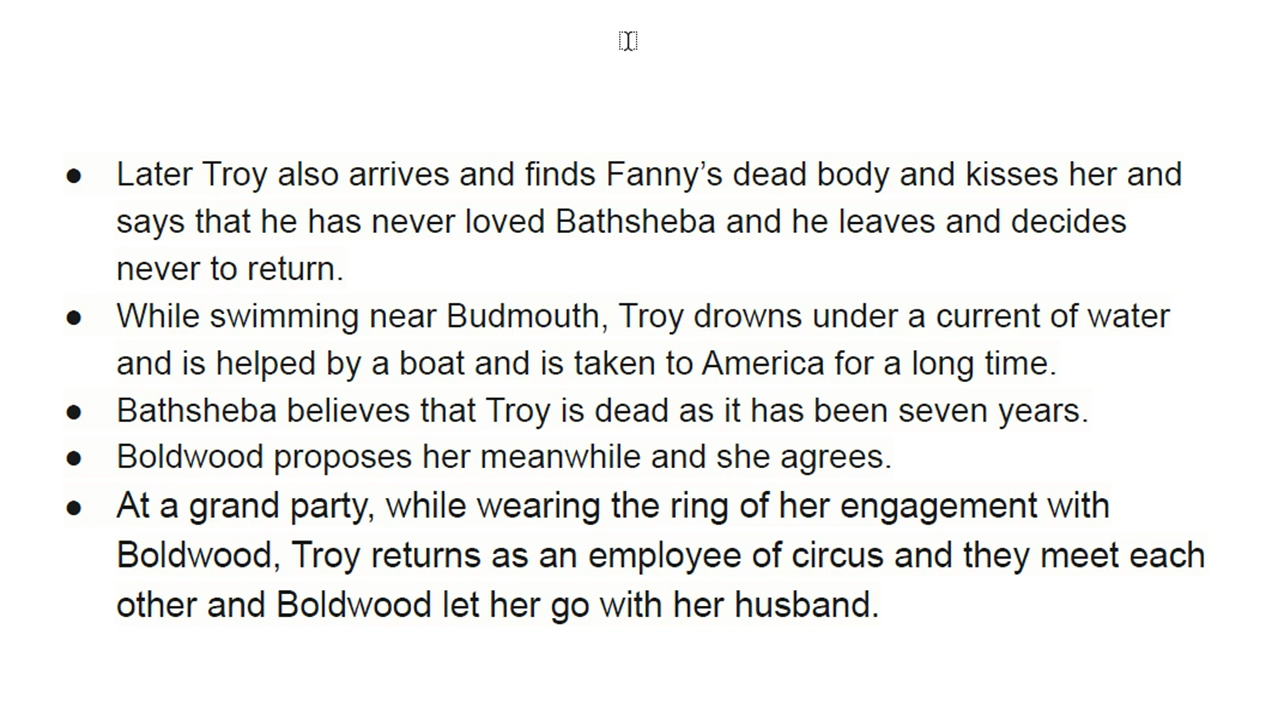 ● Later Troy also arrives and finds Fanny’s dead body and kisses her and
says that he has never loved Bathsheba and he leaves and decides
never to return.
● While swimming near Budmouth, Troy drowns under a current of water
and is helped by a boat and is taken to America for a long time.
● Bathsheba believes that Troy is dead as it has been seven years.
● Boldwood proposes her meanwhile and she agrees.
● At a grand party, while wearing the ring of her engagement with
Boldwood, Troy returns as an employee of circus and they meet each
other and Boldwood let her go with her husband.